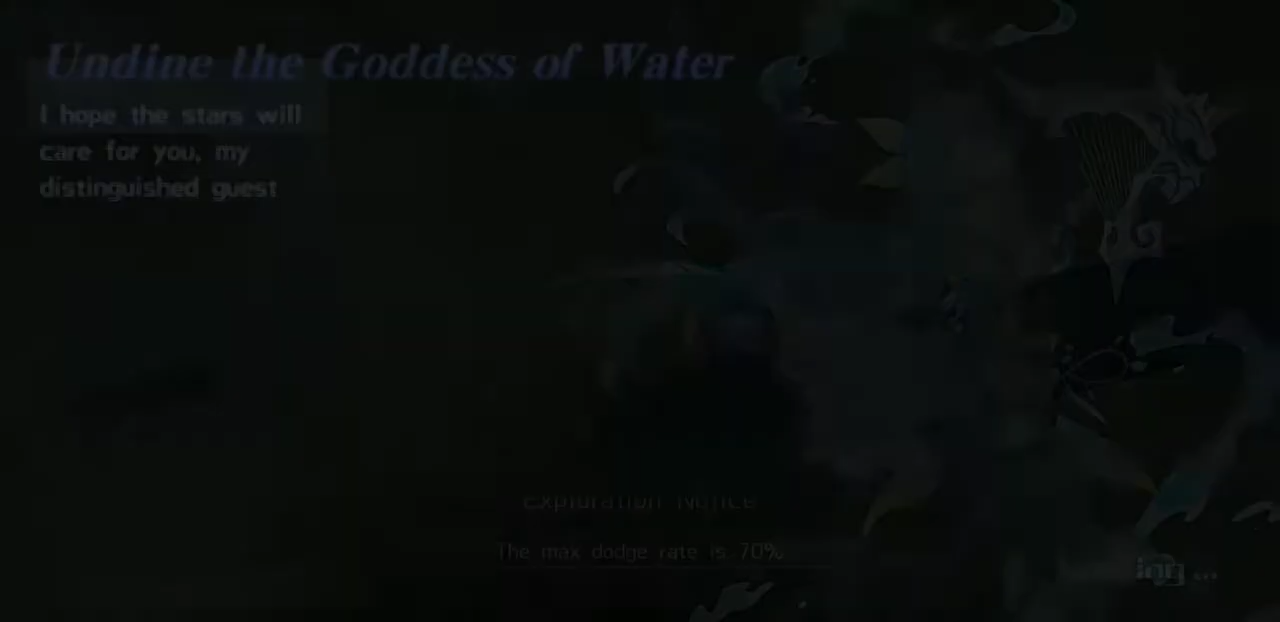 Undine the Goddess of Water
I hope the stars will
care for you, my
distinguished guest
Exploration Notice
The max dodge rate is 70%
ing ...